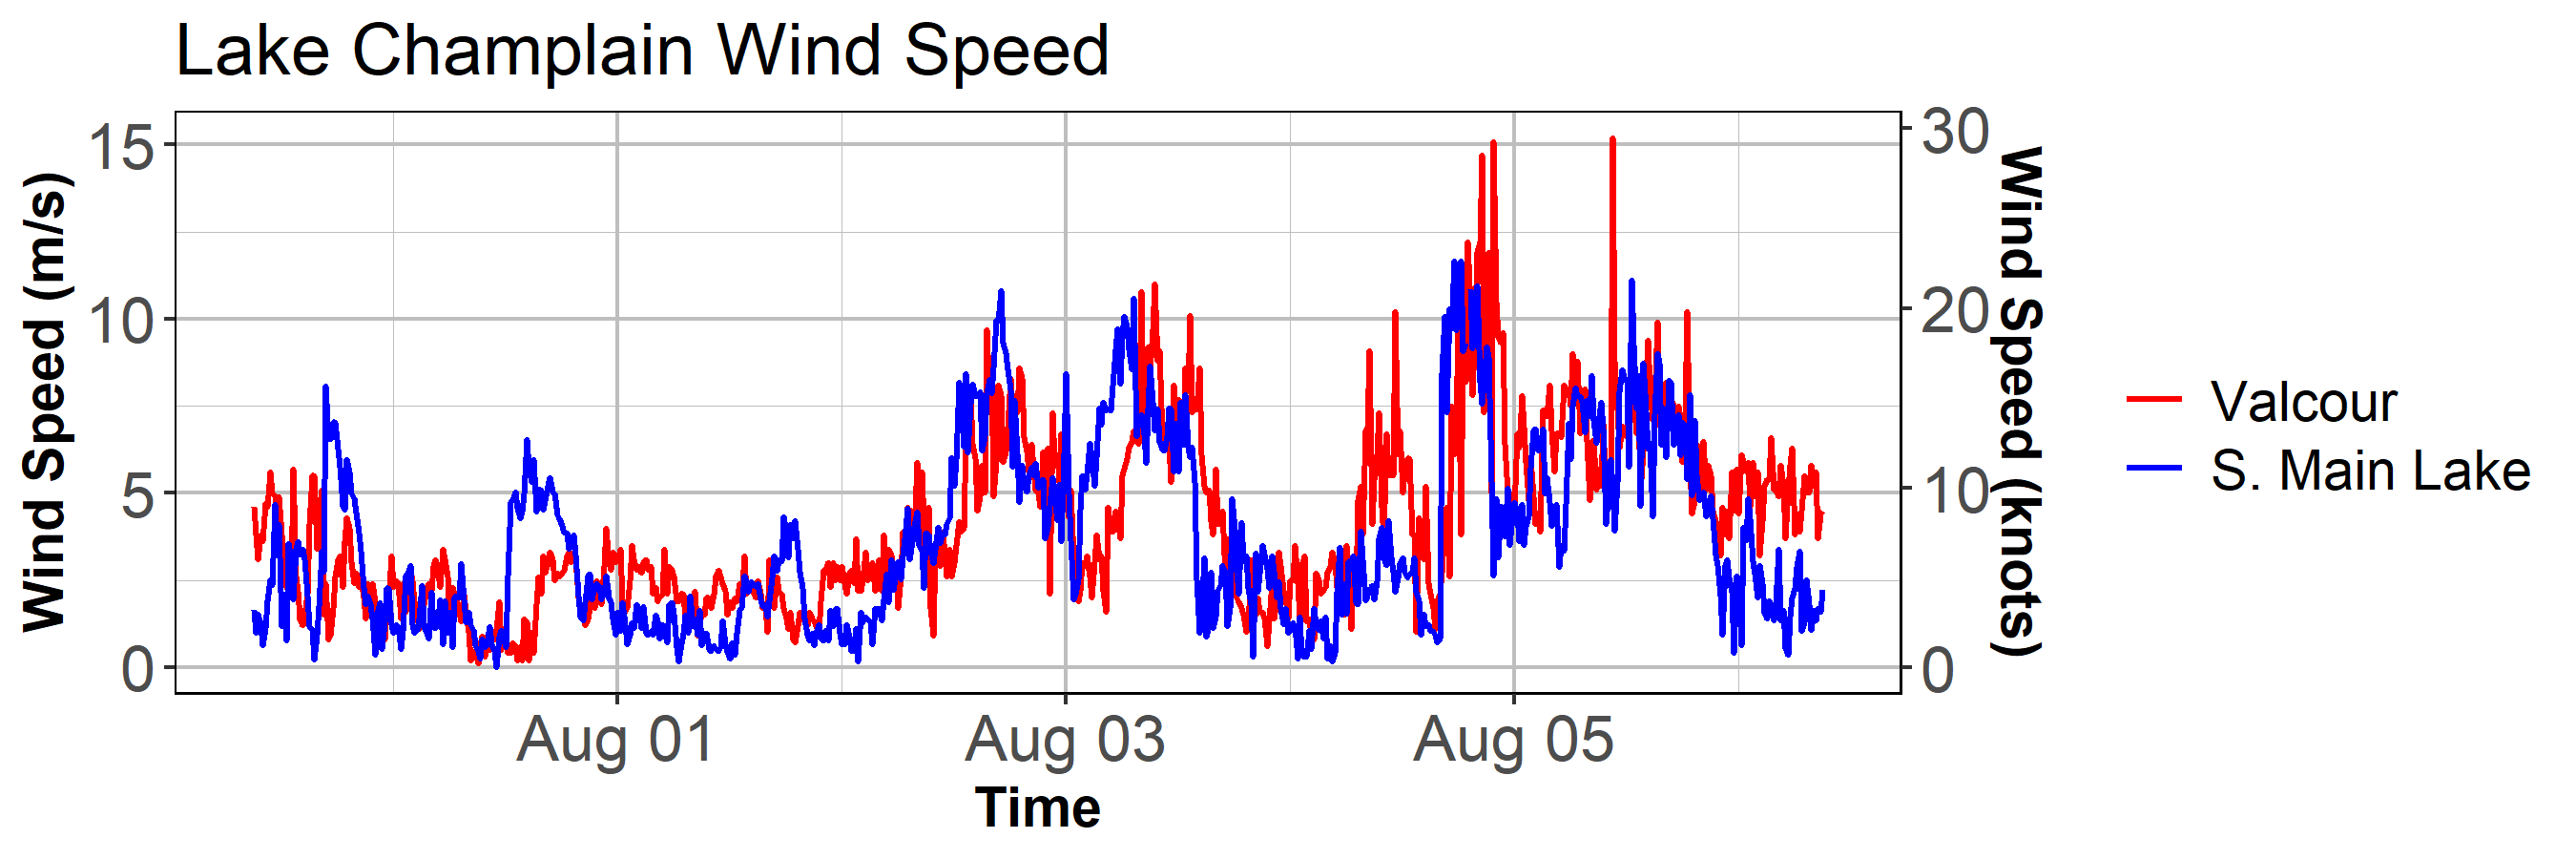 Lake Champlain Wind Speed
15
10
5
0
Wind Speed (m/s)
30
20
10
0
Wind Speed (knots)
Aug 01
Aug 03
Aug 05
Time
Valcour
S. Main Lake